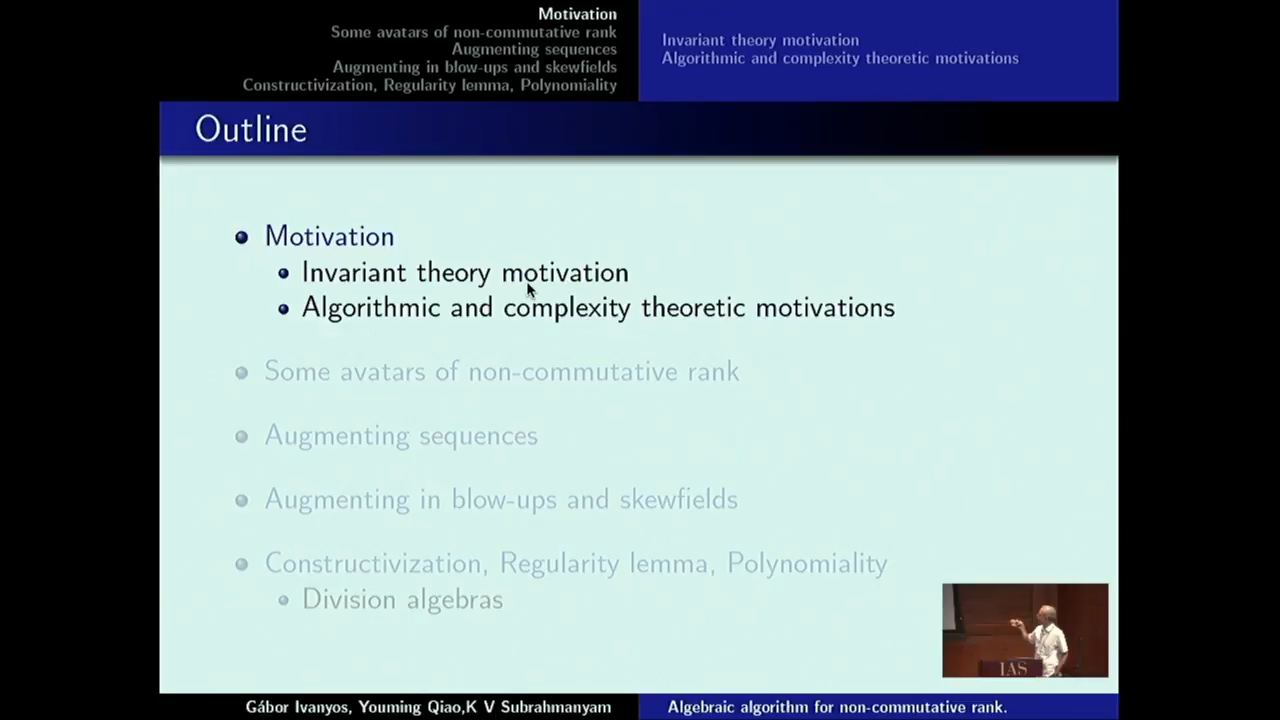 Motivation
Some avatars of non-commutative rank
Augmenting sequences
Augmenting in blow-ups and skewfields
Constructivization, Regularity lemma, Polynomiality
Invariant theory motivation
Algorithmic and complexity theoretic motivations
Outline
Motivation
Invariant theory motivation
Algorithmic and complexity theoretic motivations
Some avatars of non-commutative rank
Augmenting sequences
Augmenting in blow-ups and skewfields
Constructivization, Regularity lemma, Polynomiality
Division algebras
IAS
Gábor Ivanyos, Youming Qiao,K V Subrahmanyam
Algebraic algorithm for non-commutative rank.